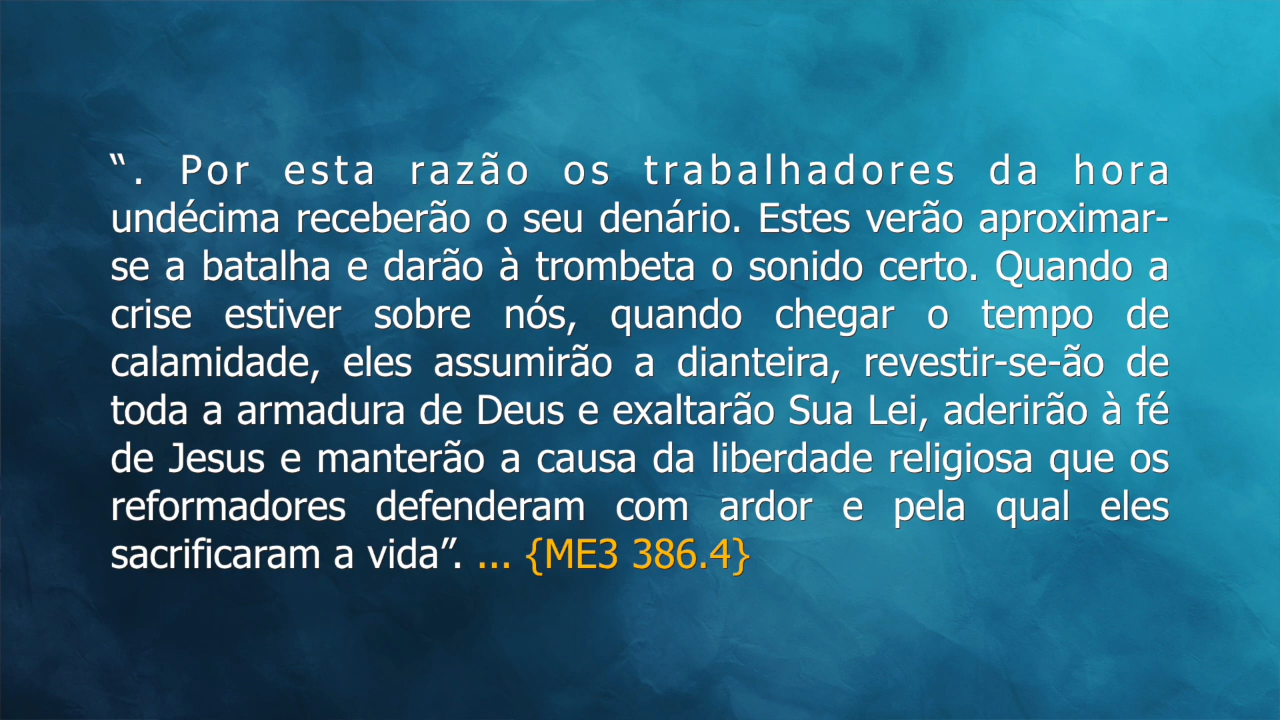 “. Por esta razão os trabalhadores da hora
undécima receberão o seu denário. Estes verão aproximar-
se a batalha e darão à trombeta o sonido certo. Quando a
crise estiver sobre nós, quando chegar o tempo de
calamidade, eles assumirão a dianteira, revestir-se-ão de
toda a armadura de Deus e exaltarão Sua Lei, aderirão à fé
de Jesus e manterão a causa da liberdade religiosa que os
reformadores defenderam com ardor e pela qual eles
sacrificaram a vida”. ... {ME3 386.4}